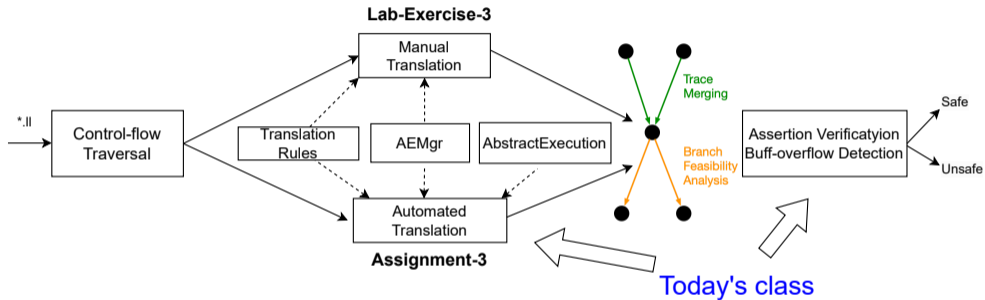 Lab-Exercise-3
Manual
Translation
*.ll
Control-flow
Traversal
Translation
Rules
AEMgr
AbstractExecution
Automated
Translation
Assignment-3
Trace
Merging
Branch
Feasibility
Analysis
Assertion Verificatyion
Buff-overflow Detection
Safe
Unsafe
Today's class